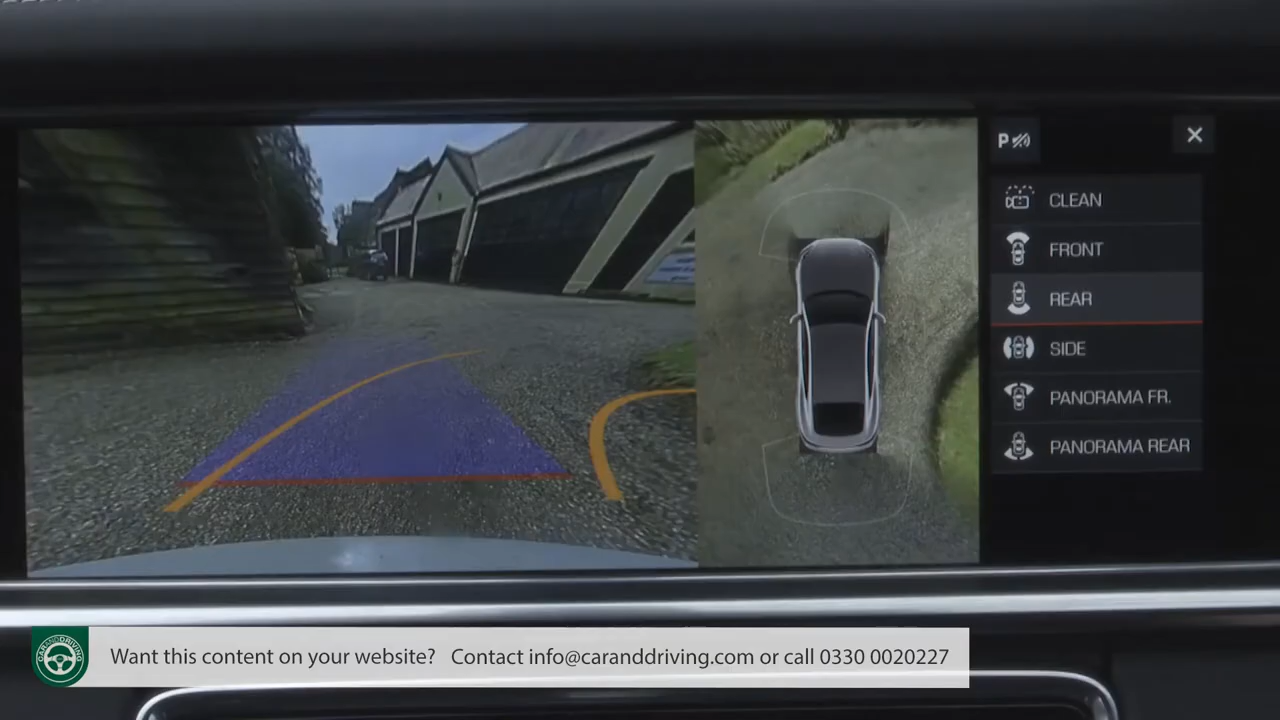 P
CLEAN
FRONT
REAR
SIDE
PANORAMA FR.
PANORAMA REAR
CARANDDRIVING
Want this content on your website? Contact info@caranddriving.com or call 0330 0020227